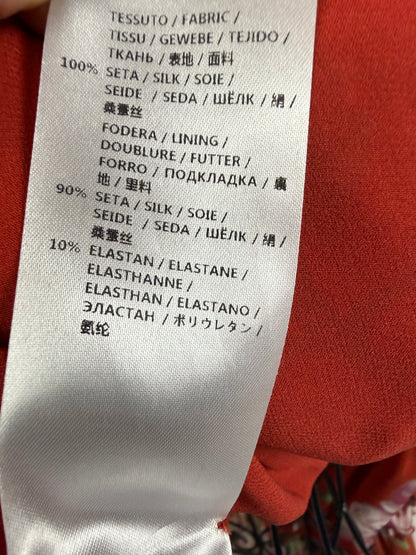 TESSUTO / FABRIC /
TISSU / GEWEBE / TEJIDO /
ТКАНЬ / 表地 / 面料
100% SETA / SILK / SOIE /
SEIDE / SEDA / ШЁЛК / 絹 /
桑蚕丝
FODERA / LINING /
DOUBLURE / FUTTER /
FORRO / ПОДКЛАДКА / 裏
地 / 里料
90% SETA / SILK / SOIE /
SEIDE / SEDA / ШЁЛК / 絹 /
桑蚕丝
10% ELASTAN / ELASTANE /
ELASTHANNE /
ELASTHAN / ELASTANO /
ЭЛАСТАН / ポリウレタン /
氨纶